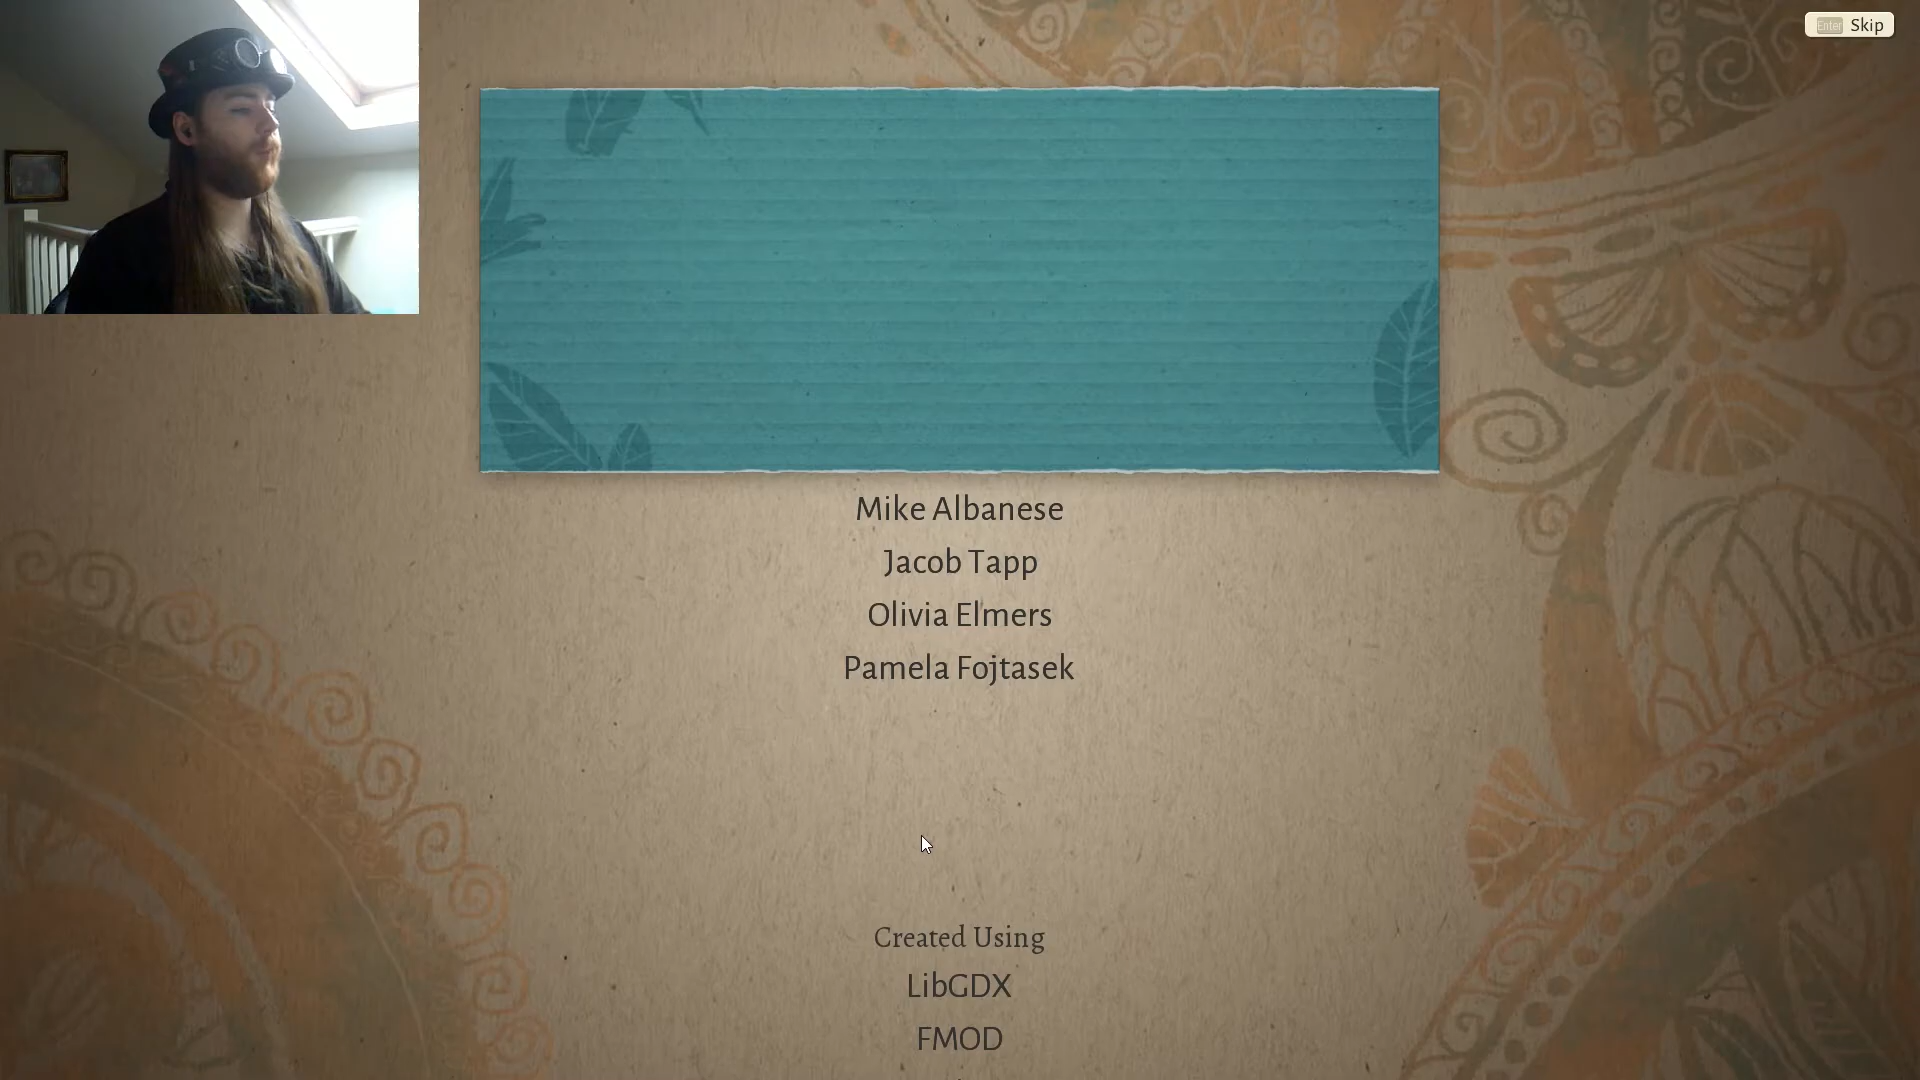 Enter Skip
Mike Albanese
Jacob Tapp
Olivia Elmers
Pamela Fojtasek
Created Using
LibGDX
FMOD